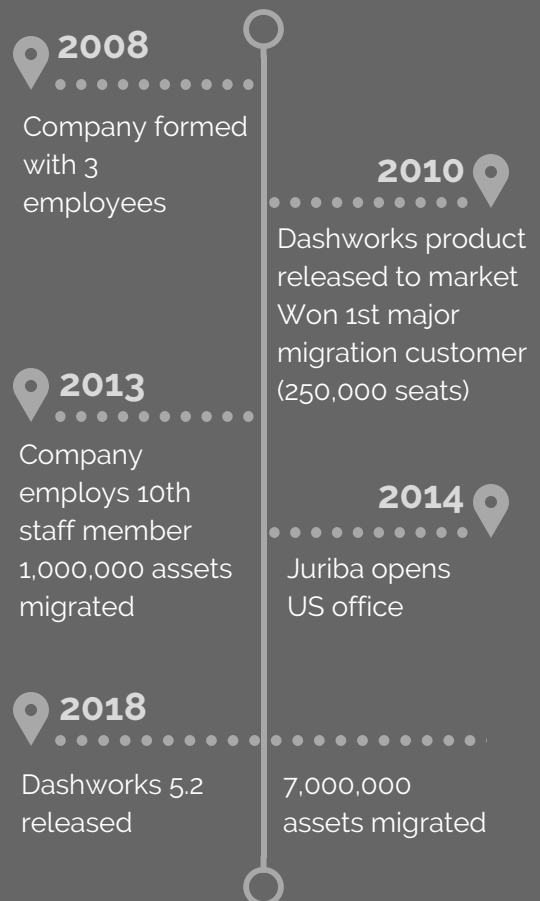 2008
Company formed
with 3
employees
2010
Dashworks product
released to market
Won 1st major
migration customer
(250,000 seats)
2013
Company
employs 10th
staff member
1,000,000 assets
migrated
2014
Juriba opens
US office
2018
Dashworks 5.2
released
7,000,000
assets migrated